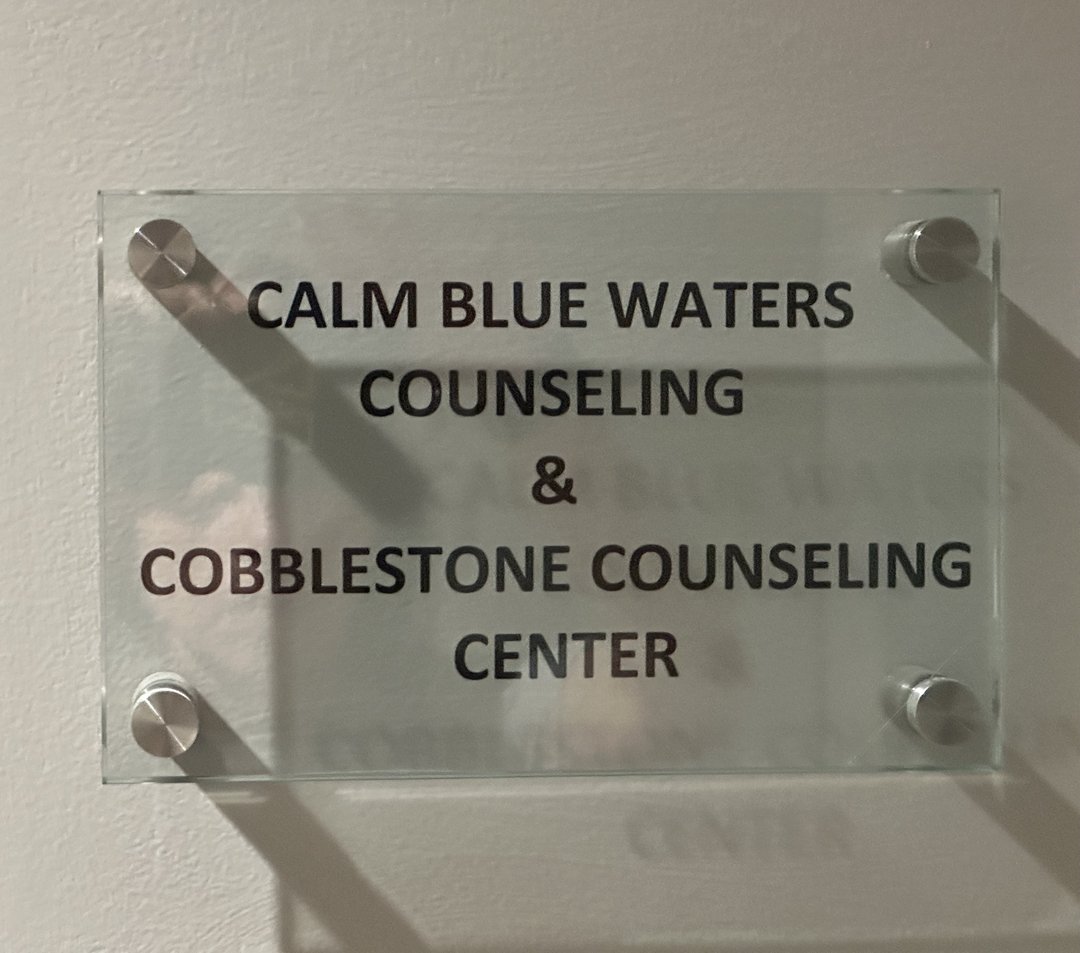 CALM BLUE WATERS
COUNSELING
&
COBBLESTONE COUNSELING
CENTER